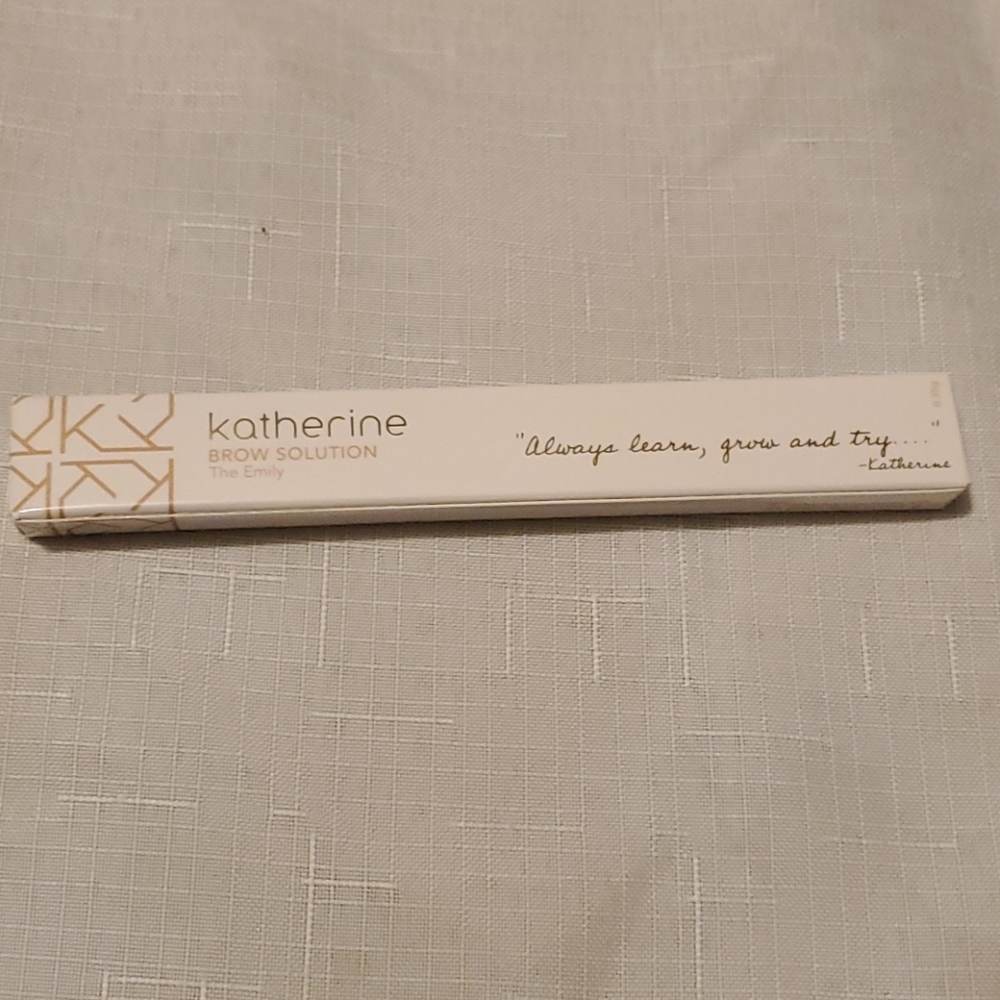 katherine
BROW SOLUTION
The Emily
"Always learn, grow and try...."
-Katherine